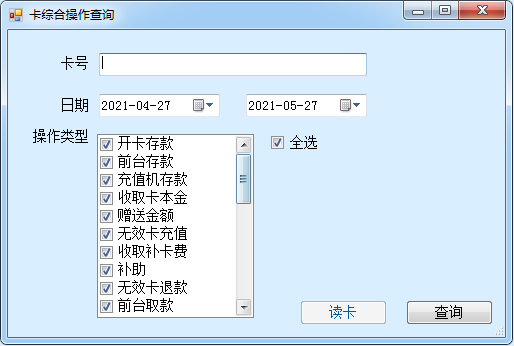 卡综合操作查询
卡号
日期 2021-04-27 2021-05-27
操作类型
开卡存款
全选
前台存款
充值机存款
收取卡本金
赠送金额
无效卡充值
收取补卡费
补助
无效卡退款
前台取款
读卡 查询